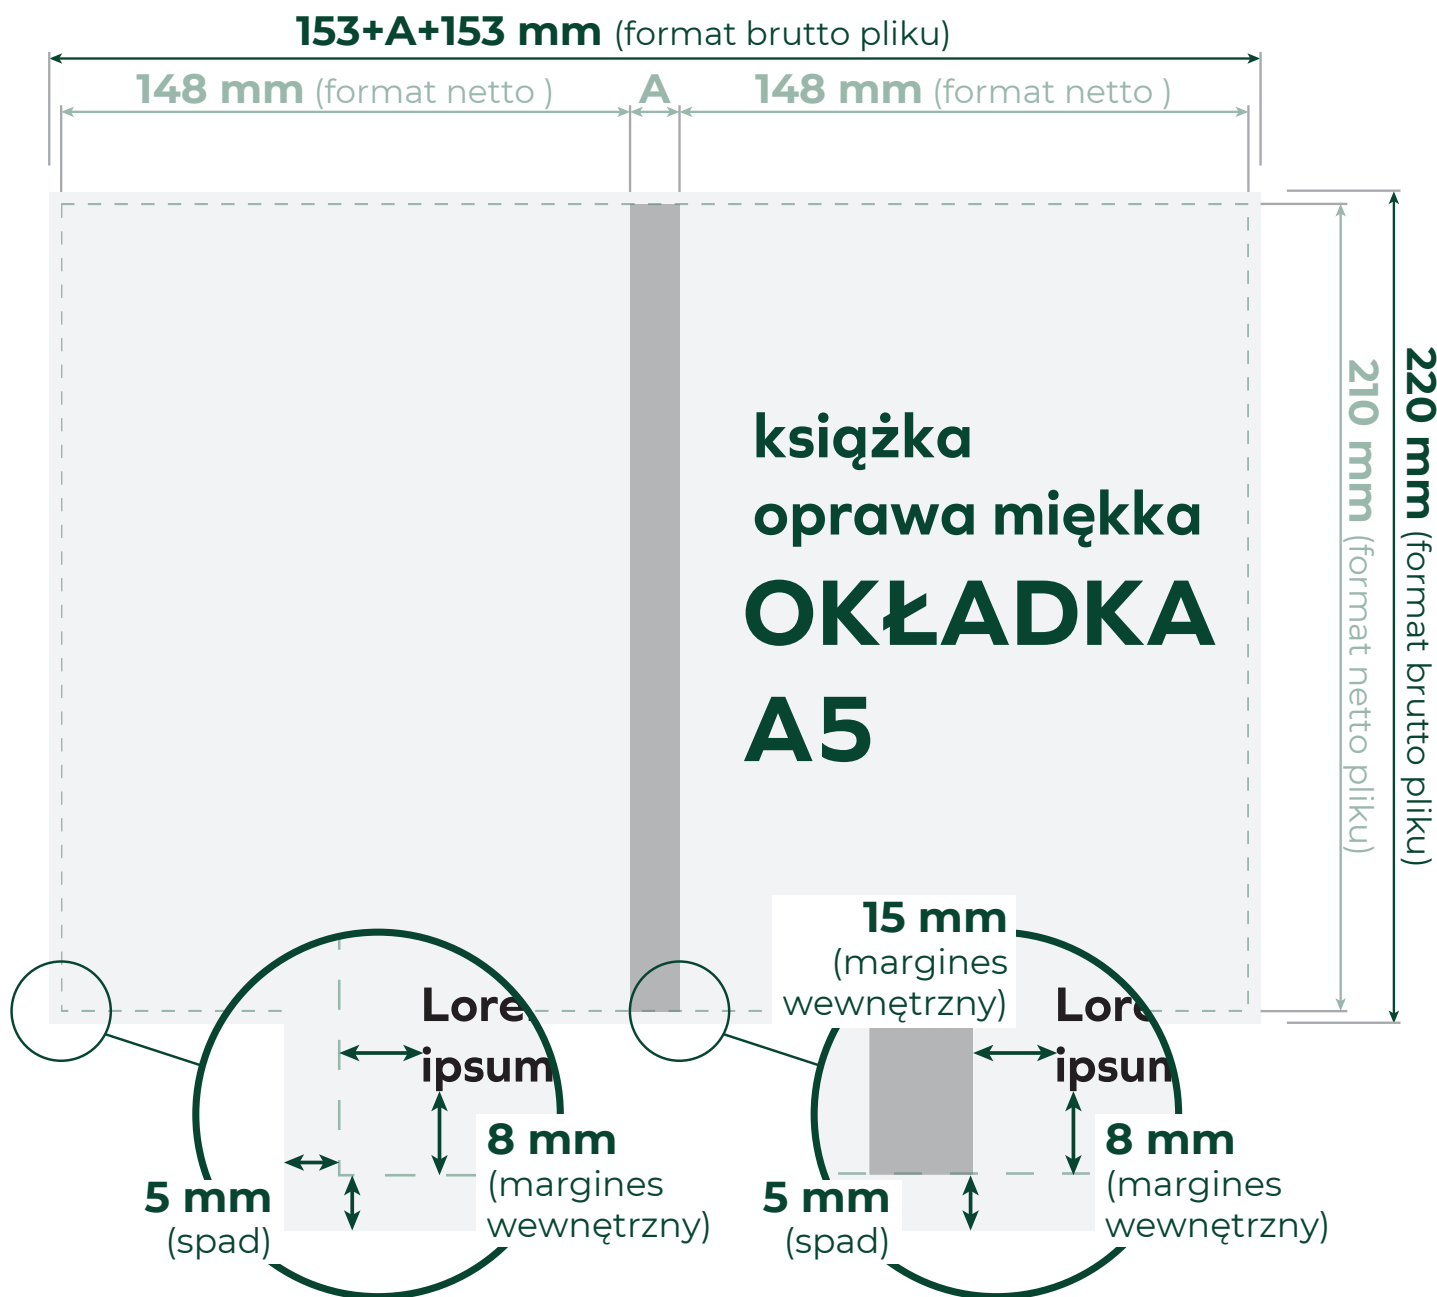 153+A+153 mm (format brutto pliku)
148 mm (format netto )
A
148 mm (format netto )
220 mm (format brutto pliku)
210 mm (format netto pliku)
książka
oprawa miękka
OKŁADKA
A5
Lore
ipsum
8 mm
(margines
wewnętrzny)
5 mm
(spad)
15 mm
(margines
wewnętrzny)
Lore
ipsum
8 mm
(margines
wewnętrzny)
5 mm
(spad)